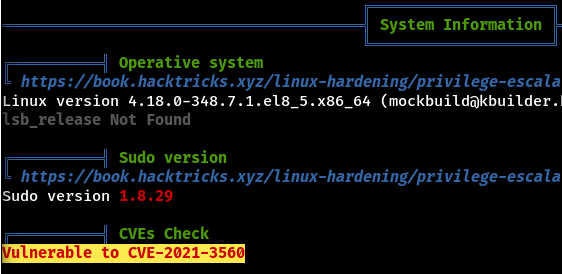 System Information
Operative system
https://book.hacktricks.xyz/linux-hardening/privilege-escala
Linux version 4.18.0-348.7.1.el8_5.x86_64 (mockbuild@kbuilder.
lsb_release Not Found
Sudo version
https://book.hacktricks.xyz/linux-hardening/privilege-escala
Sudo version 1.8.29
CVEs Check
Vulnerable to CVE-2021-3560